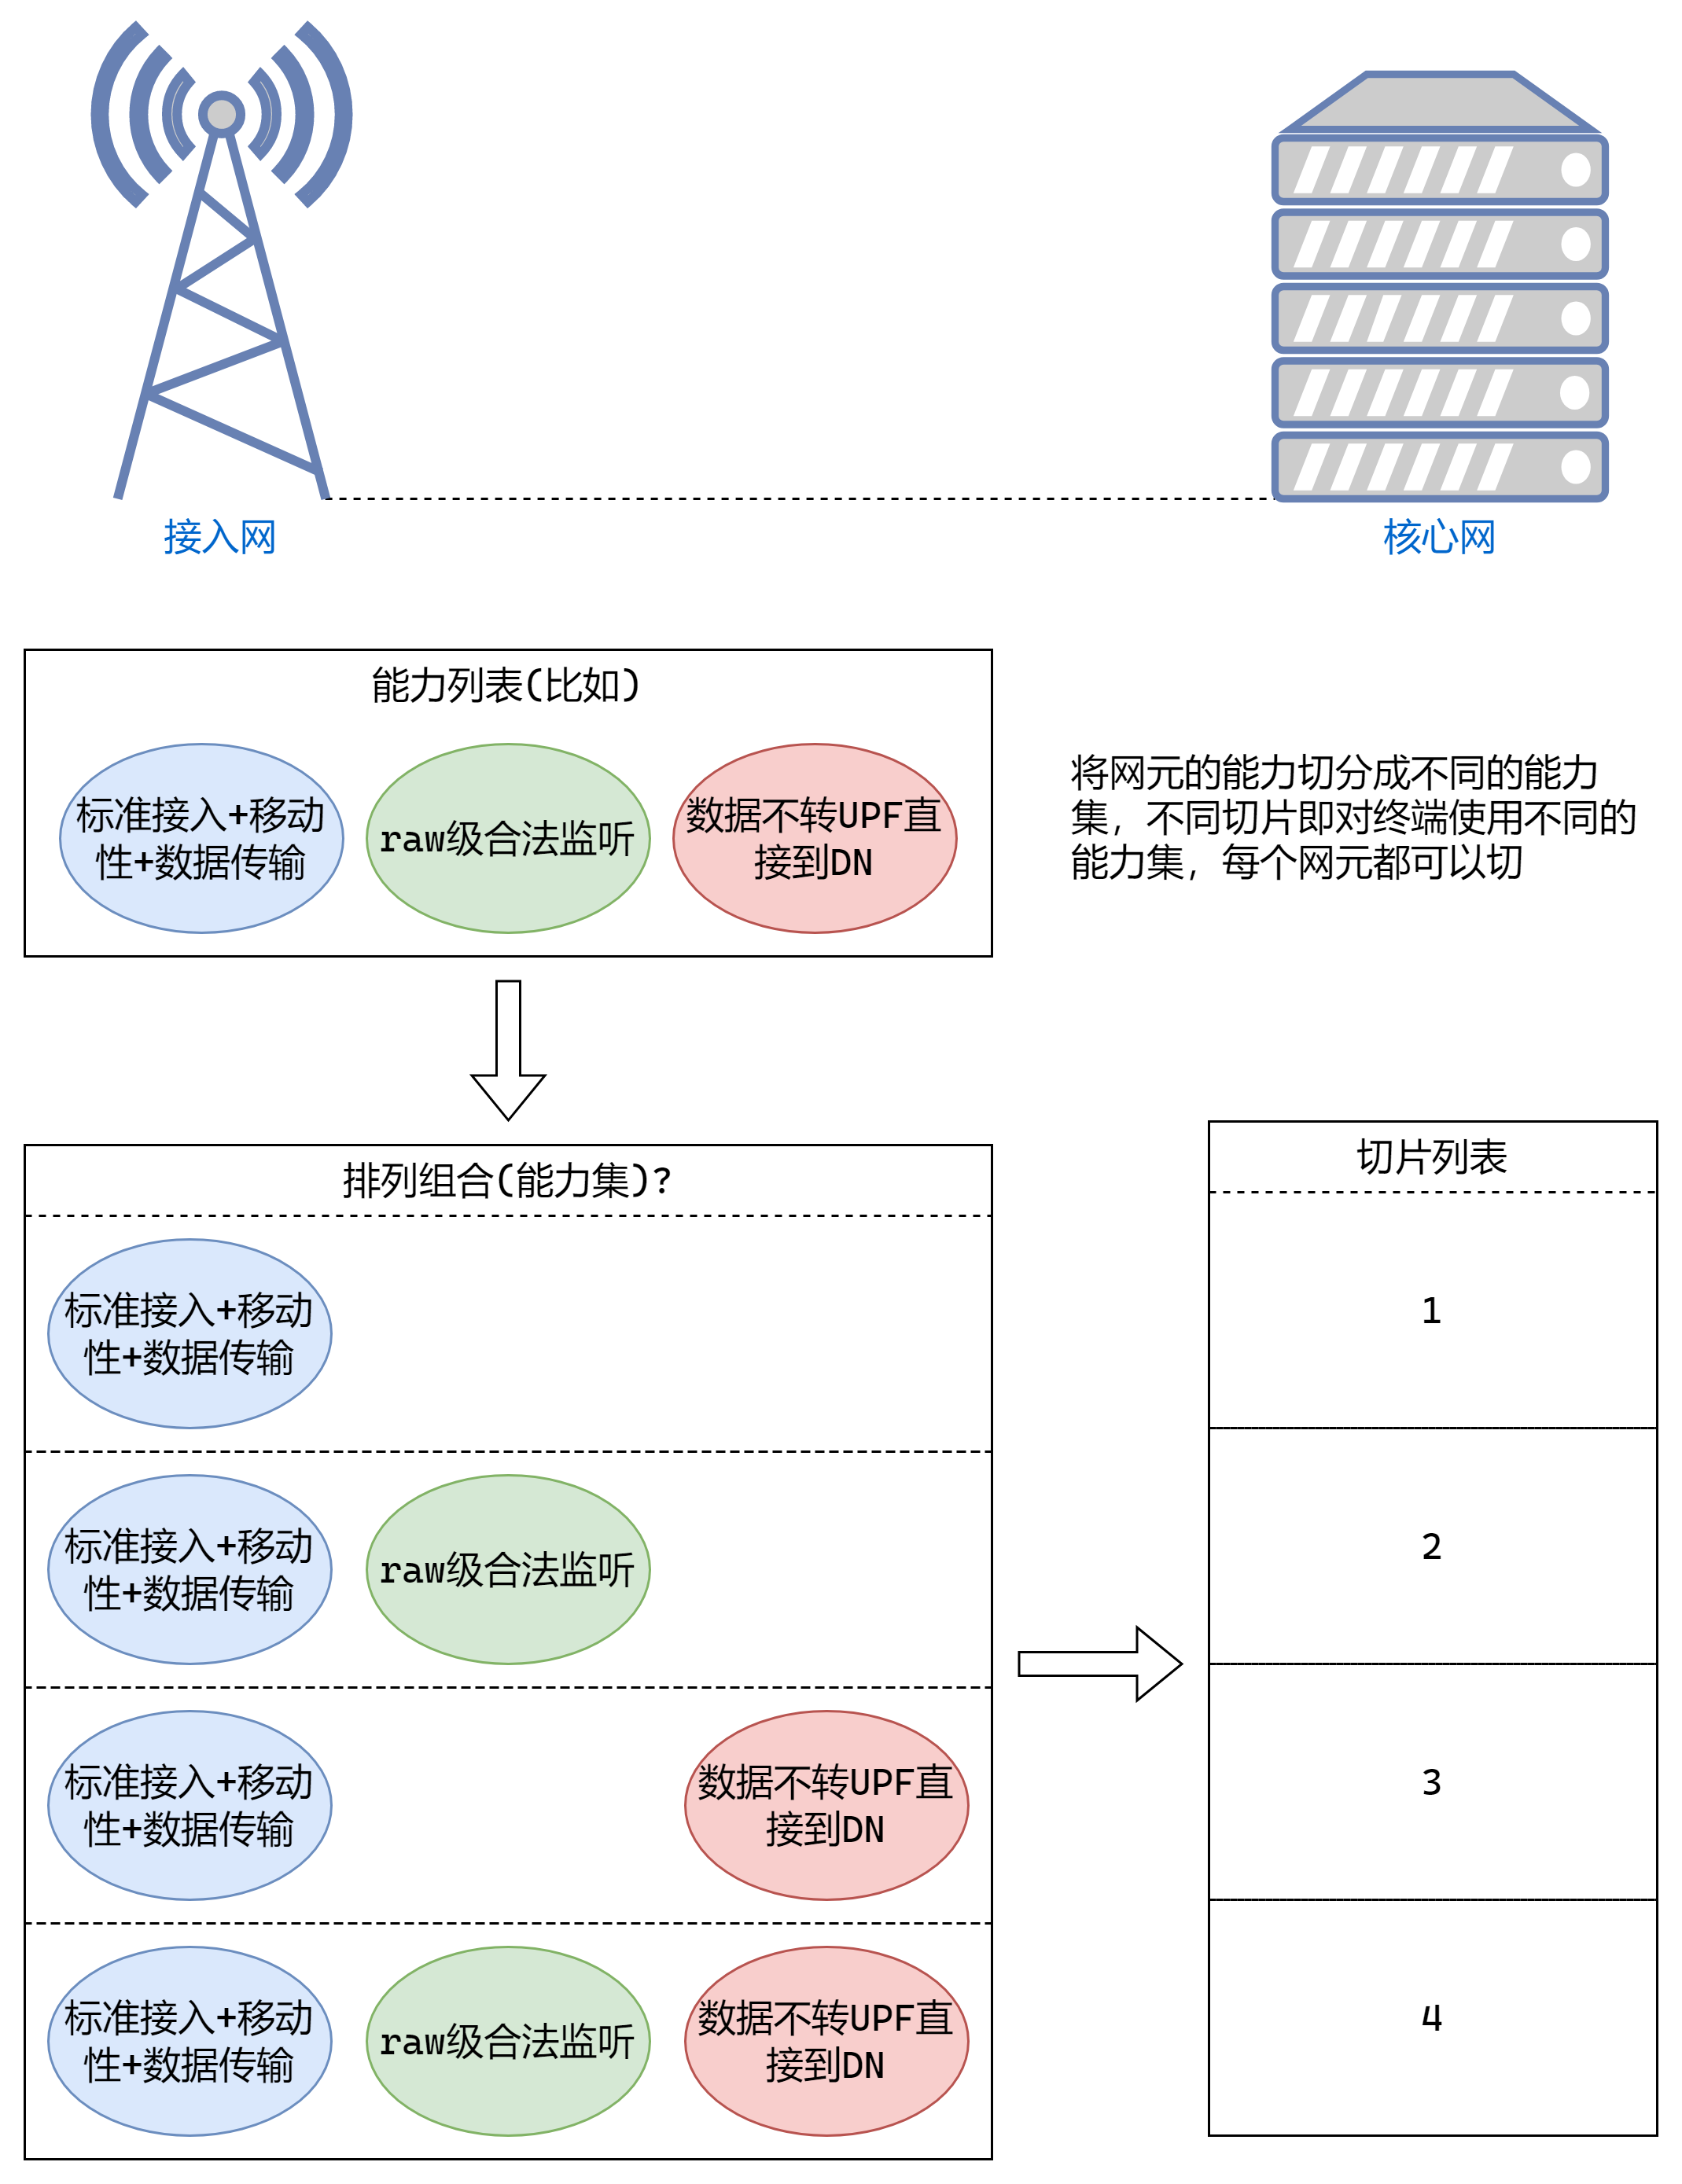 接入网
核心网
能力列表(比如)
标准接入+移动
性+数据传输
raw级合法监听
数据不转UPF直
接到DN
将网元的能力切分成不同的能力
集，不同切片即对终端使用不同的
能力集，每个网元都可以切
排列组合(能力集)?
标准接入+移动
性+数据传输
标准接入+移动
性+数据传输
raw级合法监听
标准接入+移动
性+数据传输
数据不转UPF直
接到DN
标准接入+移动
性+数据传输
raw级合法监听
数据不转UPF直
接到DN
切片列表
1
2
3
4